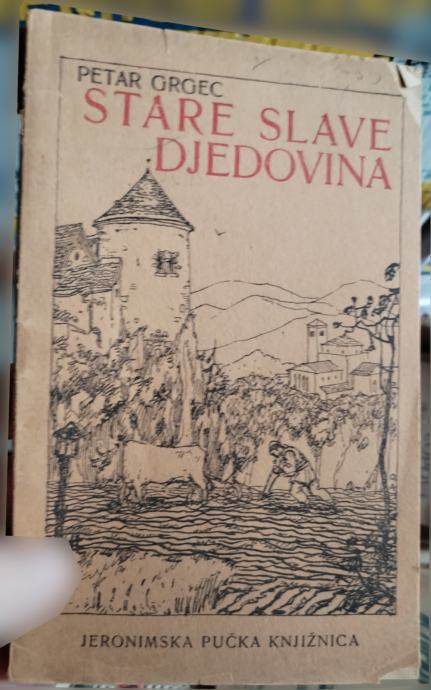 PETAR GRGEC
STARE SLAVE
DJEDOVINA
JERONIMSKA PUČKA KNJIŽNICA